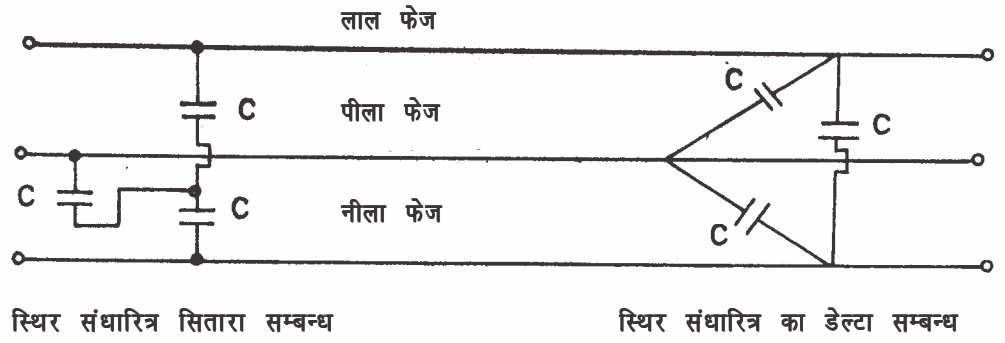 लाल फेज
C
C
पीला फेज
C
C
C
नीला फेज
C
स्थिर संधारित्र सितारा सम्बन्ध
स्थिर संधारित्र का डेल्टा सम्बन्ध